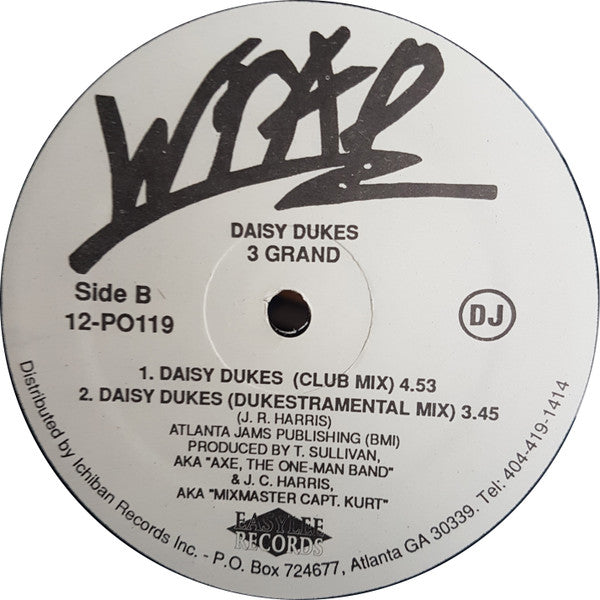 WRAP
DAISY DUKES
3 GRAND
Side B
12-PO119
DJ
1. DAISY DUKES (CLUB MIX) 4.53
2. DAISY DUKES (DUKESTRAMENTAL MIX) 3.45
(J. R. HARRIS)
ATLANTA JAMS PUBLISHING (BMI)
PRODUCED BY T. SULLIVAN,
AKA "AXE, THE ONE-MAN BAND"
& J. C. HARRIS,
AKA "MIXMASTER CAPT. KURT"
EASYLEE
RECORDS
Distributed by Ichiban Records Inc. - P.O. Box 724677, Atlanta GA 30339. Tel: 404-419-1414